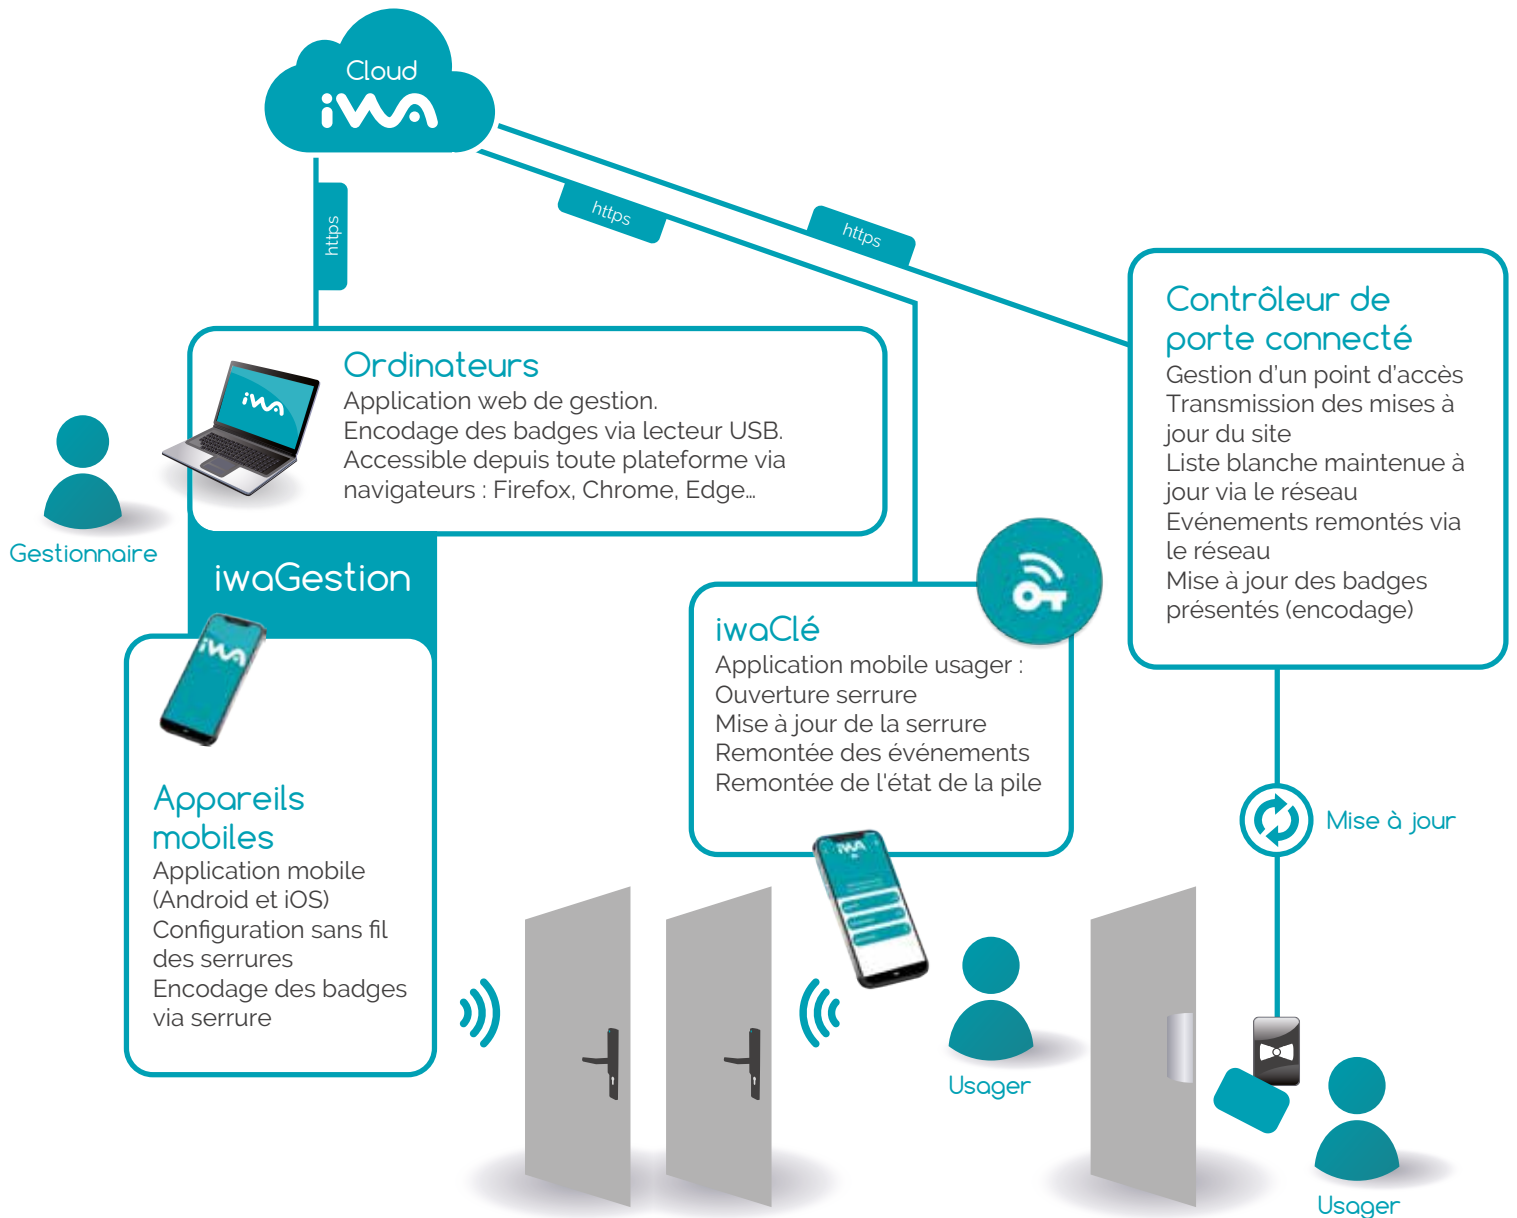 Cloud
iwa
https
https
https
Ordinateurs
Application web de gestion.
Encodage des badges via lecteur USB.
Accessible depuis toute plateforme via
navigateurs : Firefox, Chrome, Edge...
iwa
Gestionnaire
iwaGestion
iwa
Appareils
mobiles
Application mobile
(Android et iOS)
Configuration sans fil
des serrures
Encodage des badges
via serrure
iwaClé
Application mobile usager :
Ouverture serrure
Mise à jour de la serrure
Remontée des événements
Remontée de l'état de la pile
iwa
Usager
Contrôleur de
porte connecté
Gestion d'un point d'accès
Transmission des mises à
jour du site
Liste blanche maintenue à
jour via le réseau
Evénements remontés via
le réseau
Mise à jour des badges
présentés (encodage)
Mise à jour
Usager